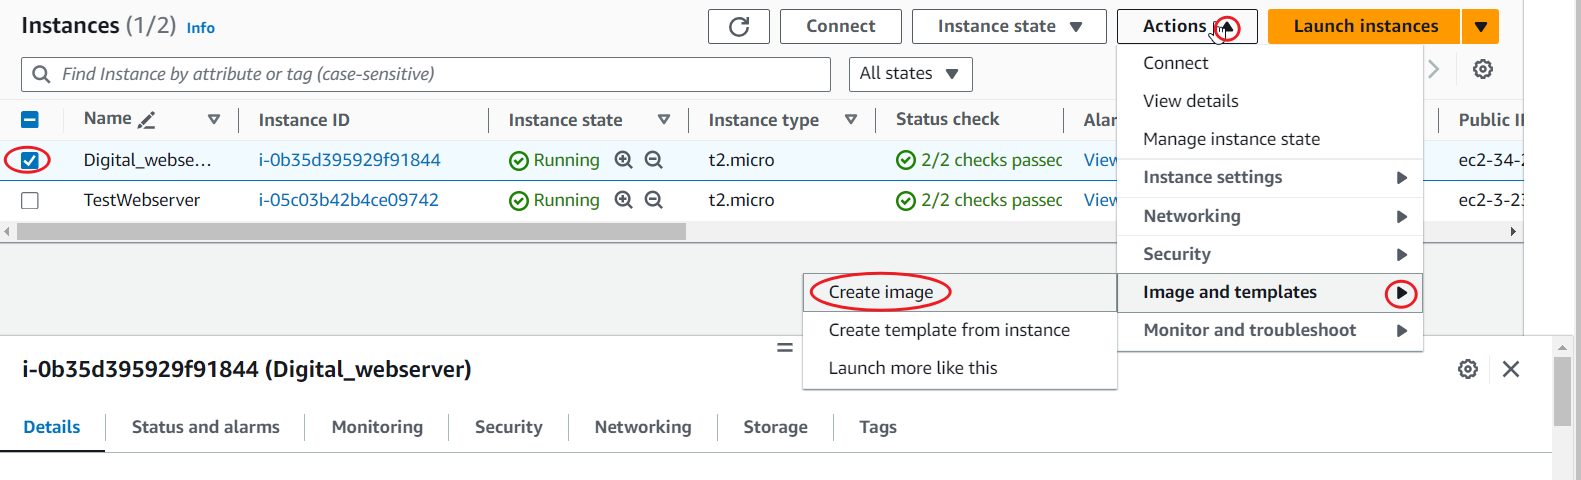 Instances (1/2) Info
Connect
Instance state
Actions
Launch instances
Find Instance by attribute or tag (case-sensitive)
All states
Name
Instance ID
Instance state
Instance type
Status check
Alar
Public I
Digital_webse...
i-0b35d395929f91844
Running
t2.micro
2/2 checks passed
View
ec2-34-2
TestWebserver
i-05c03b42b4ce09742
Running
t2.micro
2/2 checks passed
View
ec2-3-23
Connect
View details
Manage instance state
Instance settings
Networking
Security
Image and templates
Monitor and troubleshoot
Create image
Create template from instance
Launch more like this
i-0b35d395929f91844 (Digital_webserver)
Details
Status and alarms
Monitoring
Security
Networking
Storage
Tags